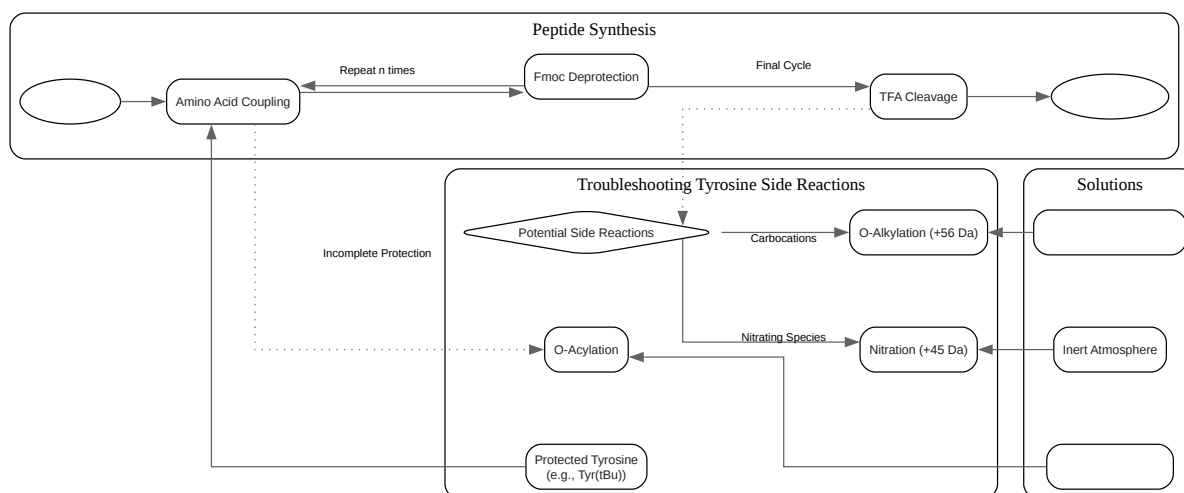 Peptide Synthesis
Repeat n times
Fmoc Deprotection
Final Cycle
Amino Acid Coupling
TFA Cleavage
Troubleshooting Tyrosine Side Reactions
Solutions
Potential Side Reactions
Carbocations
O-Alkylation (+56 Da)
Incomplete Protection
Nitrating Species
O-Acylation
Nitration (+45 Da)
Inert Atmosphere
Protected Tyrosine
(e.g., Tyr(tBu))